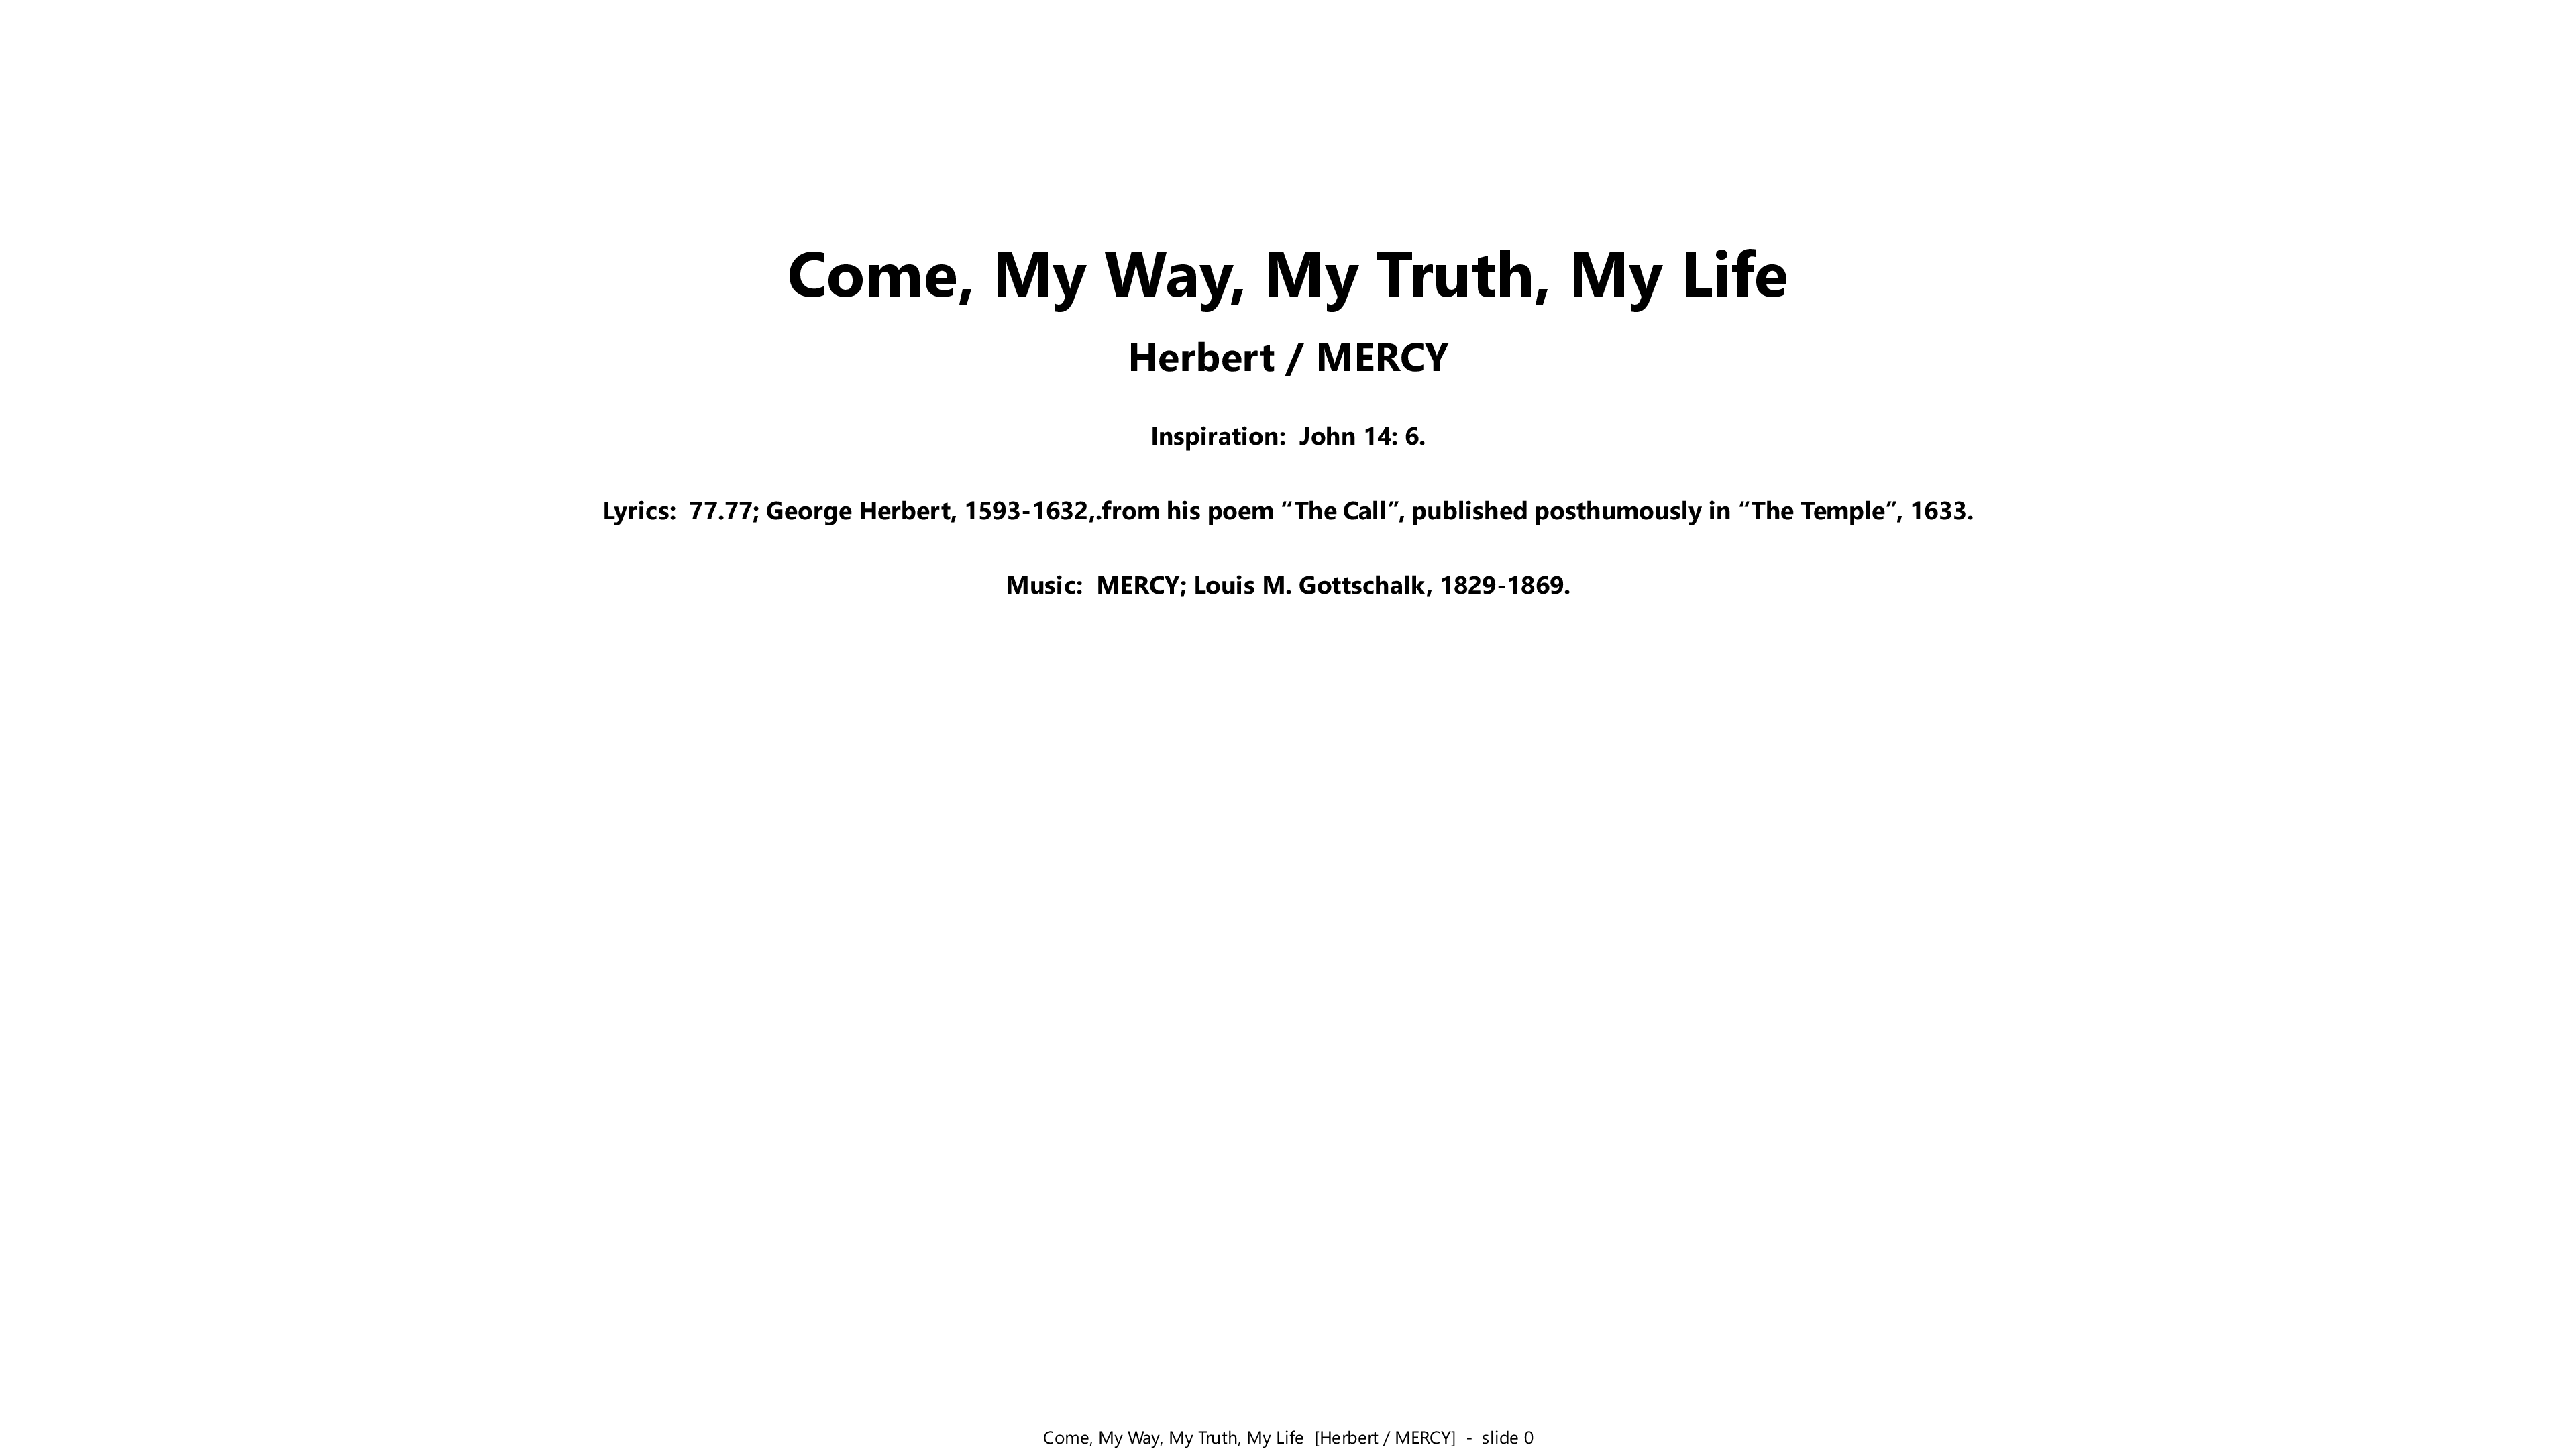 Come, My Way, My Truth, My Life
Herbert / MERCY
Inspiration:  John 14: 6.
Lyrics:  77.77; George Herbert, 1593-1632,.from his poem “The Call”, published posthumously in “The Temple”, 1633.
Music:  MERCY; Louis M. Gottschalk, 1829-1869.
Come, My Way, My Truth, My Life  [Herbert / MERCY]  -  slide 0